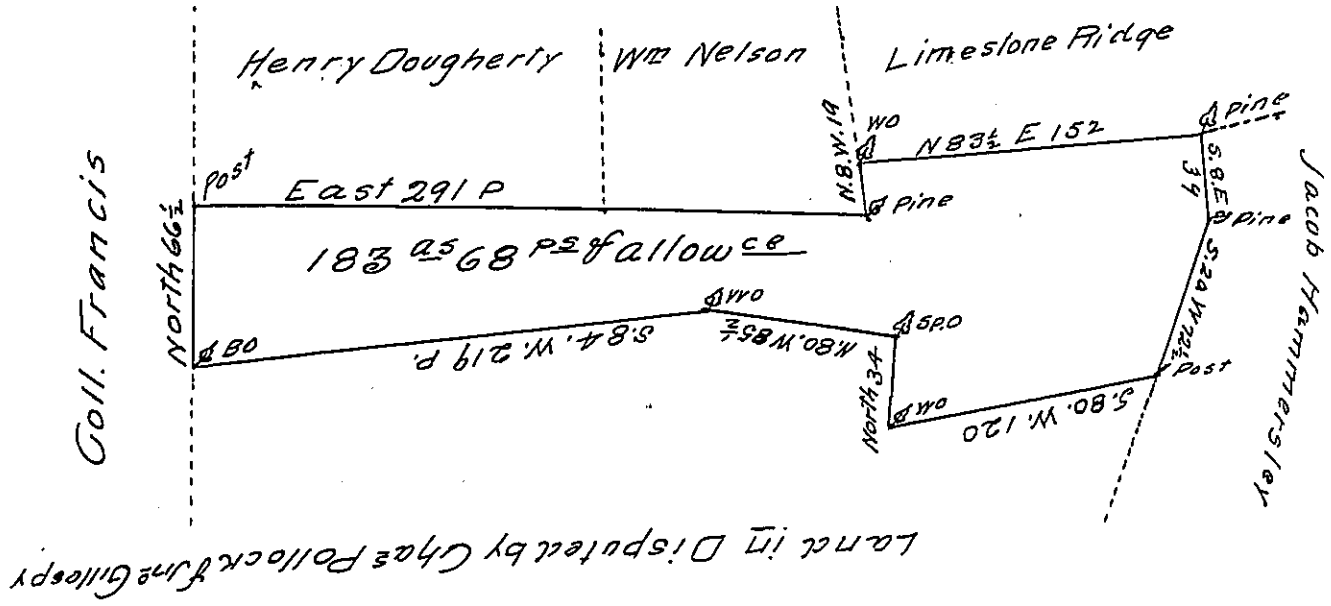 Henry Dougherty
Wm Nelson
Limestone Ridge
Coll. Francis
Post
East 291 P
North 66½
N.8.W.19
WO
N 83½ E 152
Pine
S.8.E
34
Pine
Pine
Jacob Hammersley
183 as 68 ps & allowce
BO
S.84.W.219 P.
WO
N.80.W 85½
SP.O
North 34
WO
S.80.W.120
Post
S.20 W 72½
Land in Disputed by Chas Pollock & Jno Gillespy